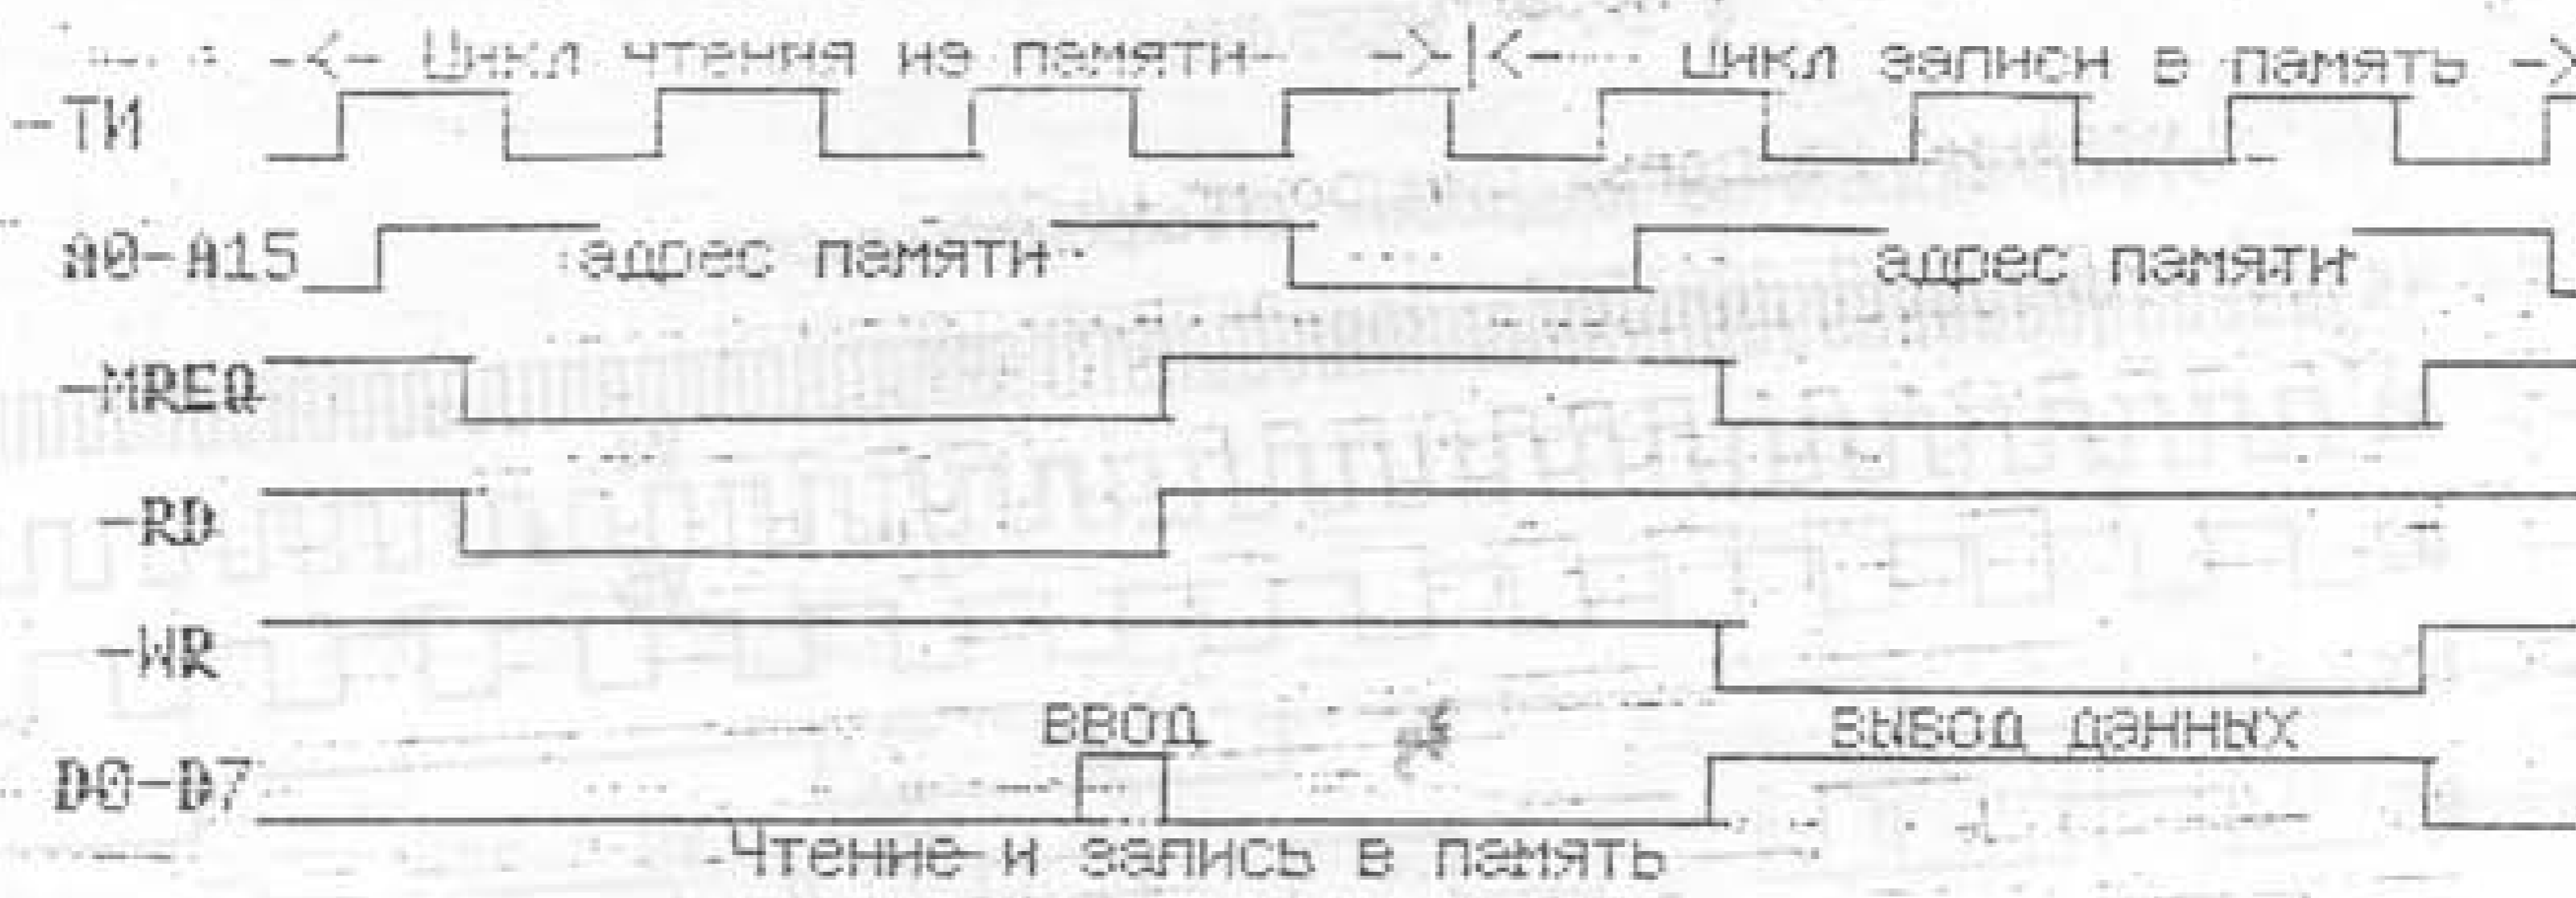 -<- Цикл чтения из памяти- ->|<- Цикл записи в память ->
-ТИ
A0-A15 адрес памяти адрес памяти
-MREQ
-RD
-WR
ВВОД ВЫВОД ДАННЫХ
D0-D7
Чтение и запись в память